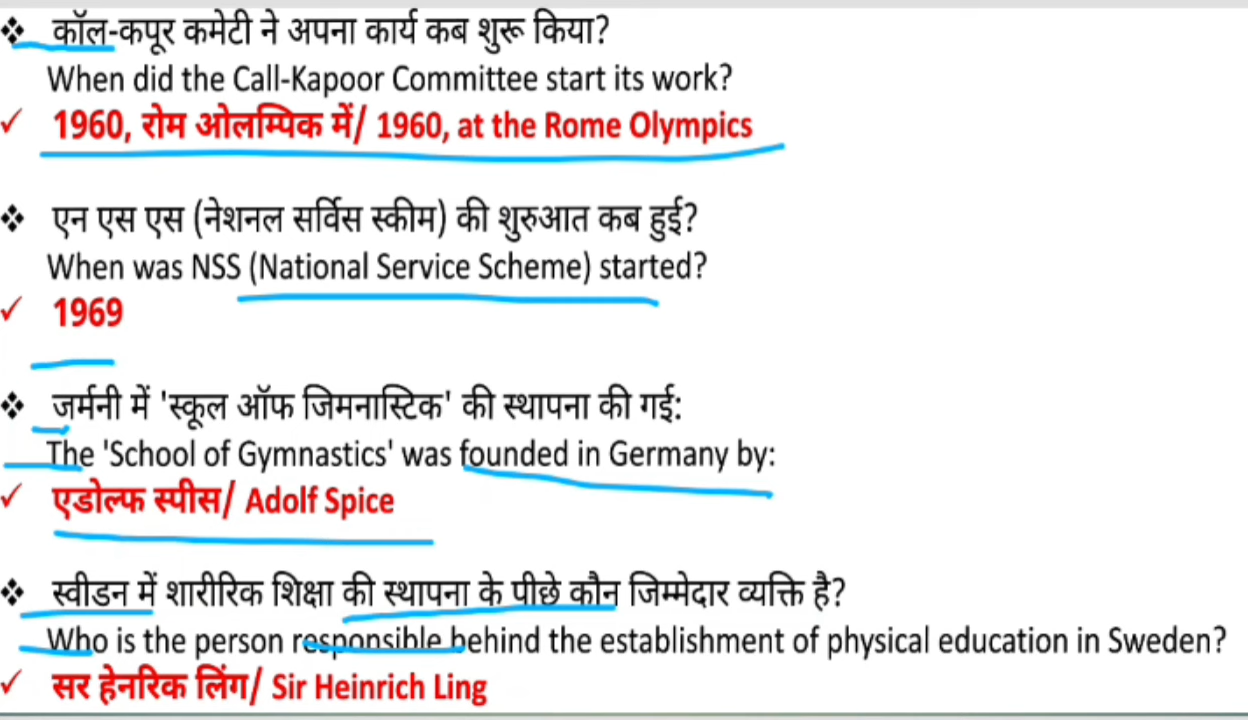 ❖ कॉल-कपूर कमेटी ने अपना कार्य कब शुरू किया?
When did the Call-Kapoor Committee start its work?
✓ 1960, रोम ओलम्पिक में/ 1960, at the Rome Olympics
❖ एन एस एस (नेशनल सर्विस स्कीम) की शुरुआत कब हुई?
When was NSS (National Service Scheme) started?
✓ 1969
❖ जर्मनी में 'स्कूल ऑफ जिमनास्टिक' की स्थापना की गई:
The 'School of Gymnastics' was founded in Germany by:
✓ एडोल्फ स्पीस/ Adolf Spice
❖ स्वीडन में शारीरिक शिक्षा की स्थापना के पीछे कौन जिम्मेदार व्यक्ति है?
Who is the person responsible behind the establishment of physical education in Sweden?
✓ सर हेनरिक लिंग/ Sir Heinrich Ling